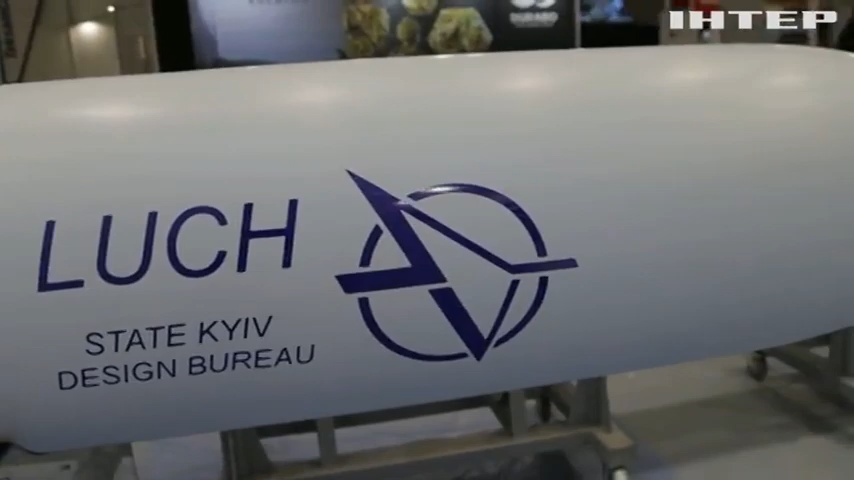 ІНТЕР
LUCH
STATE KYIV
DESIGN BUREAU